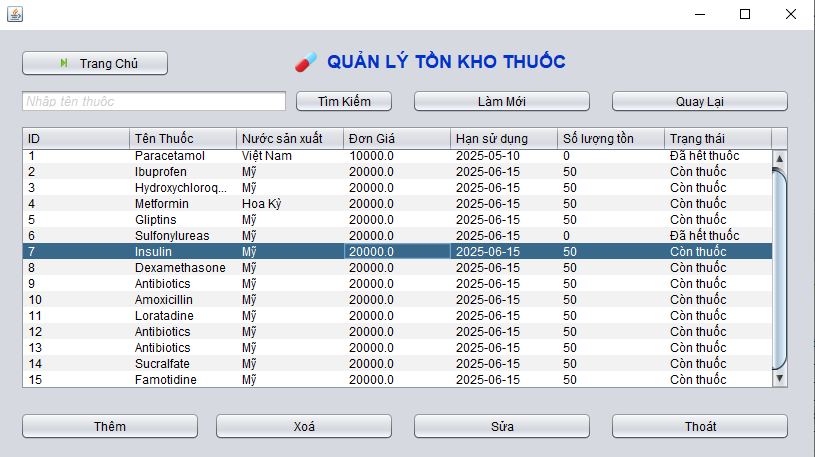 Trang Chủ
QUẢN LÝ TỒN KHO THUỐC
Nhập tên thuốc
Tìm Kiếm
Làm Mới
Quay Lại
ID Tên Thuốc Nước sản xuất Đơn Giá Hạn sử dụng Số lượng tồn Trạng thái
1 Paracetamol Việt Nam 10000.0 2025-05-10 0 Đã hết thuốc
2 Ibuprofen Mỹ 20000.0 2025-06-15 50 Còn thuốc
3 Hydroxychloroq... Mỹ 20000.0 2025-06-15 50 Còn thuốc
4 Metformin Hoa Kỳ 20000.0 2025-06-15 50 Còn thuốc
5 Gliptins Mỹ 20000.0 2025-06-15 50 Còn thuốc
6 Sulfonylureas Mỹ 20000.0 2025-06-15 0 Đã hết thuốc
7 Insulin Mỹ 20000.0 2025-06-15 50 Còn thuốc
8 Dexamethasone Mỹ 20000.0 2025-06-15 50 Còn thuốc
9 Antibiotics Mỹ 20000.0 2025-06-15 50 Còn thuốc
10 Amoxicillin Mỹ 20000.0 2025-06-15 50 Còn thuốc
11 Loratadine Mỹ 20000.0 2025-06-15 50 Còn thuốc
12 Antibiotics Mỹ 20000.0 2025-06-15 50 Còn thuốc
13 Antibiotics Mỹ 20000.0 2025-06-15 50 Còn thuốc
14 Sucralfate Mỹ 20000.0 2025-06-15 50 Còn thuốc
15 Famotidine Mỹ 20000.0 2025-06-15 50 Còn thuốc
Thêm
Xoá
Sửa
Thoát